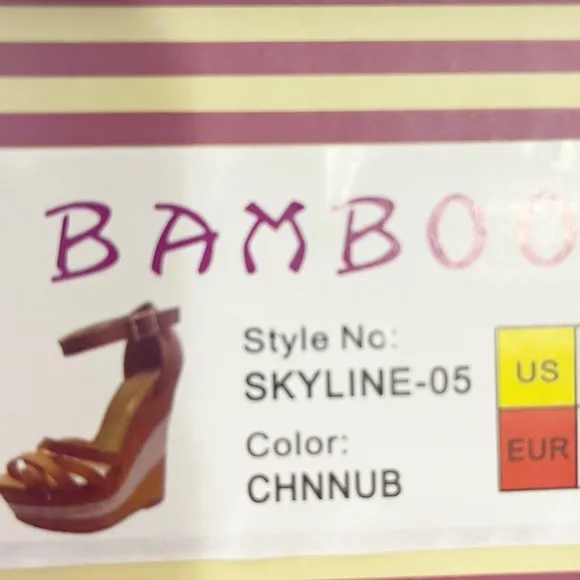 BAMBOO
Style No:
SKYLINE-05
Color:
CHNNUB
US
EUR